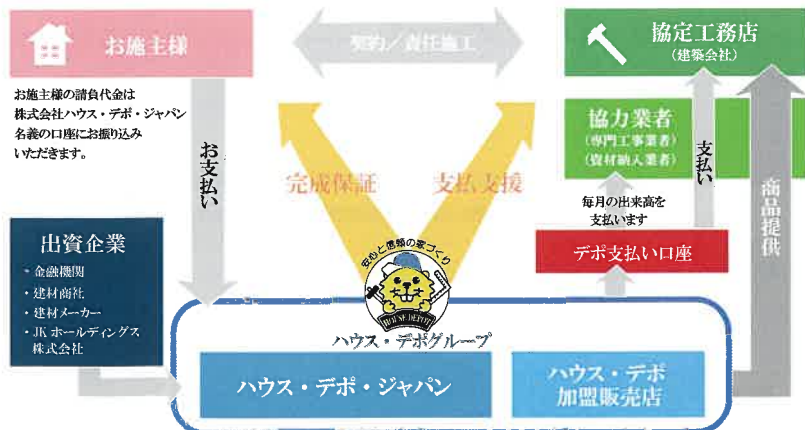 お施主様
契約／責任施工
協定工務店
(建築会社)
お施主様の請負代金は
株式会社ハウス・デポ・ジャパン
名義の口座にお振り込み
いただきます。
お支払い
完成保証
支払支援
協力業者
(専門工事業者)
(資材納入業者)
支払い
商品提供
毎月の出来高を
支払います
デポ支払い口座
出資企業
・金融機関
・建材商社
・建材メーカー
・JKホールディングス
株式会社
安心と信頼の家づくり
HOUSE DEPOT
ハウス・デポグループ
ハウス・デポ・ジャパン
ハウス・デポ
加盟販売店